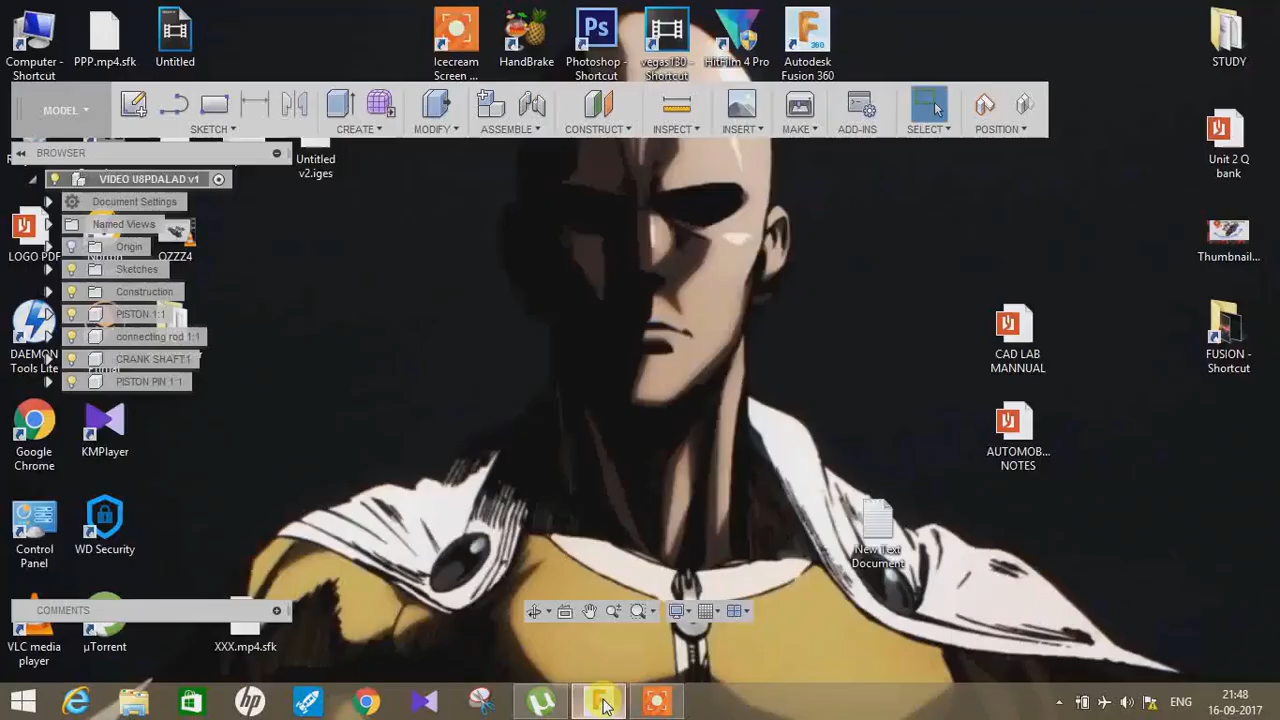 Computer -
Shortcut
PPP.mp4.sfk
Untitled
Icecream
Screen ...
HandBrake
Ps
Photoshop -
Shortcut
vegas130 -
Shortcut
HitFilm 4 Pro
F
360
Autodesk
Fusion 360
STUDY
MODEL
SKETCH
CREATE
MODIFY
ASSEMBLE
CONSTRUCT
INSPECT
INSERT
MAKE
ADD-INS
SELECT
POSITION
BROWSER
Untitled
v2.iges
Unit 2 Q
bank
VIDEO U8PDALAD v1
Document Settings
Named Views
Origin
LOGO PDF
OZZZ4
Thumbnail...
Sketches
Construction
PISTON 1:1
connecting rod 1:1
CRANK SHAFT:1
PISTON PIN 1:1
DAEMON
Tools Lite
CAD LAB
MANNUAL
FUSION -
Shortcut
Google
Chrome
KMPlayer
AUTOMOB...
NOTES
Control
Panel
WD Security
New Text
Document
COMMENTS
VLC media
player
µTorrent
XXX.mp4.sfk
hp
ENG
21:48
16-09-2017